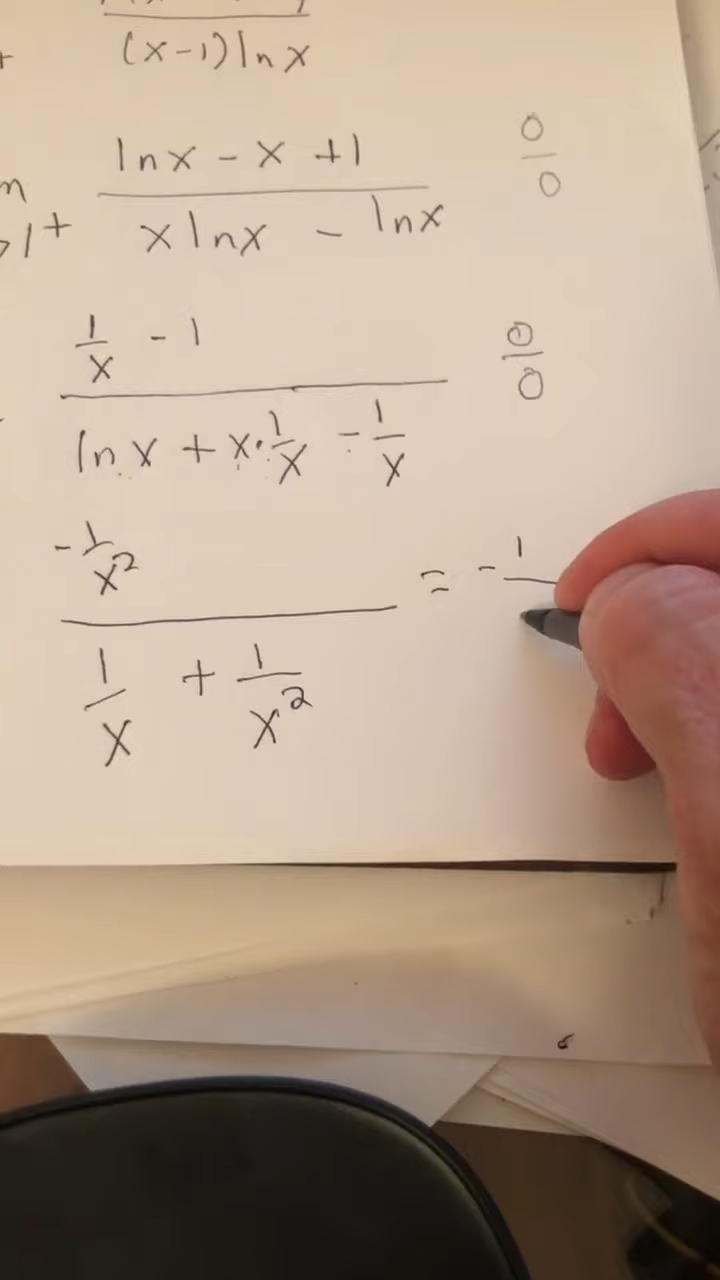 (x-1) ln x
ln x - x + 1
0
0
1+
x ln x - ln x
1/x - 1
0
0
ln x + x · 1/x - 1/x
- 1/x²
= - 1
1/x + 1/x²